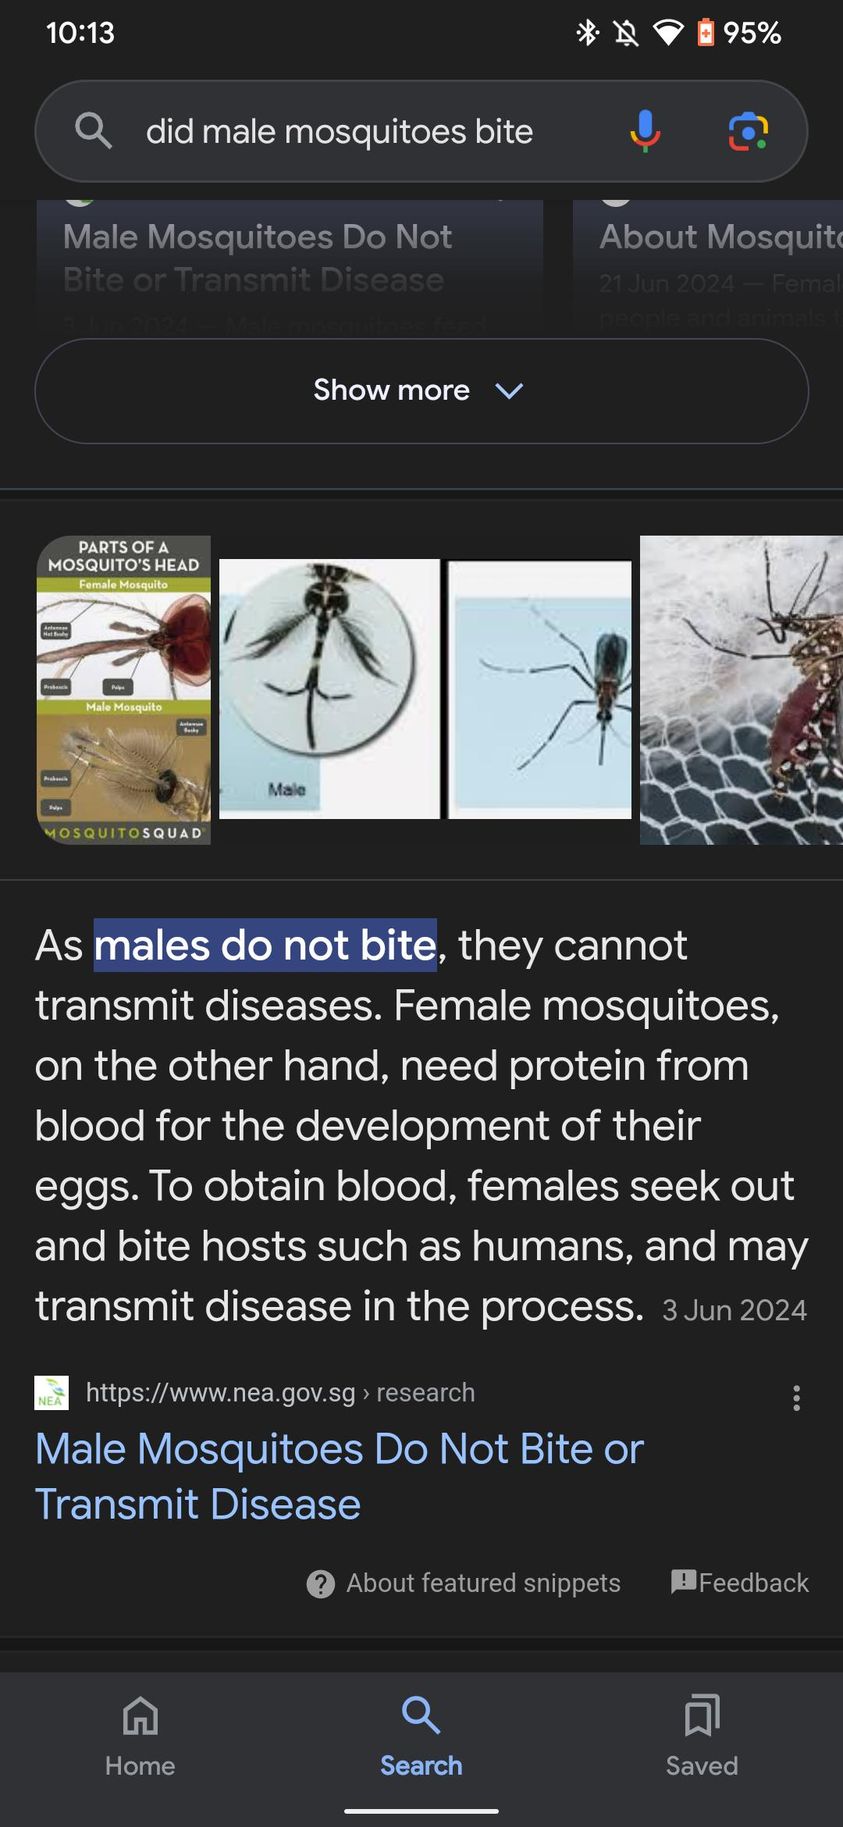 10:13
95%
did male mosquitoes bite
Male Mosquitoes Do Not
Bite or Transmit Disease
3 Jun 2024 — Male mosquitoes feed
About Mosquito
21 Jun 2024 — Femal
people and animals t
Show more
PARTS OF A
MOSQUITO'S HEAD
Female Mosquito
Antennae
Not Bushy
Proboscis
Palps
Male Mosquito
Antennae
Bushy
Proboscis
Palps
MOSQUITOSQUAD
Male
As males do not bite, they cannot
transmit diseases. Female mosquitoes,
on the other hand, need protein from
blood for the development of their
eggs. To obtain blood, females seek out
and bite hosts such as humans, and may
transmit disease in the process. 3 Jun 2024
NEA
https://www.nea.gov.sg › research
Male Mosquitoes Do Not Bite or
Transmit Disease
About featured snippets
Feedback
Home
Search
Saved